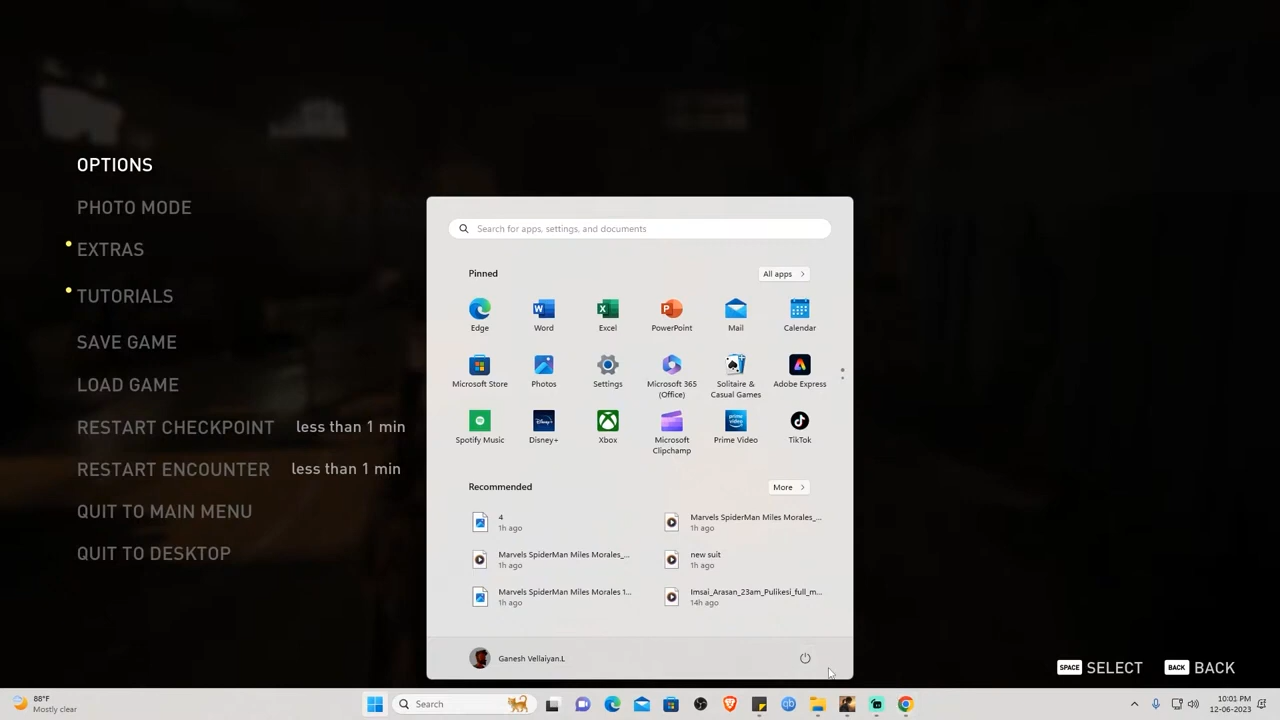 OPTIONS
PHOTO MODE
EXTRAS
TUTORIALS
SAVE GAME
LOAD GAME
RESTART CHECKPOINT less than 1 min
RESTART ENCOUNTER less than 1 min
QUIT TO MAIN MENU
QUIT TO DESKTOP
Search for apps, settings, and documents
Pinned
All apps
Edge
Word
Excel
PowerPoint
Mail
Calendar
Microsoft Store
Photos
Settings
Microsoft 365
(Office)
Solitaire &
Casual Games
Adobe Express
Spotify Music
Disney+
Xbox
Microsoft
Clipchamp
Prime Video
TikTok
Recommended
More
4
1h ago
Marvels SpiderMan Miles Morales_...
1h ago
Marvels SpiderMan Miles Morales_...
1h ago
new suit
1h ago
Marvels SpiderMan Miles Morales 1...
1h ago
Imsai_Arasan_23am_Pulikesi_full_m...
14h ago
Ganesh Vellaiyan.L
SPACE SELECT
BACK BACK
88°F
Mostly clear
Search
10:01 PM
12-06-2023